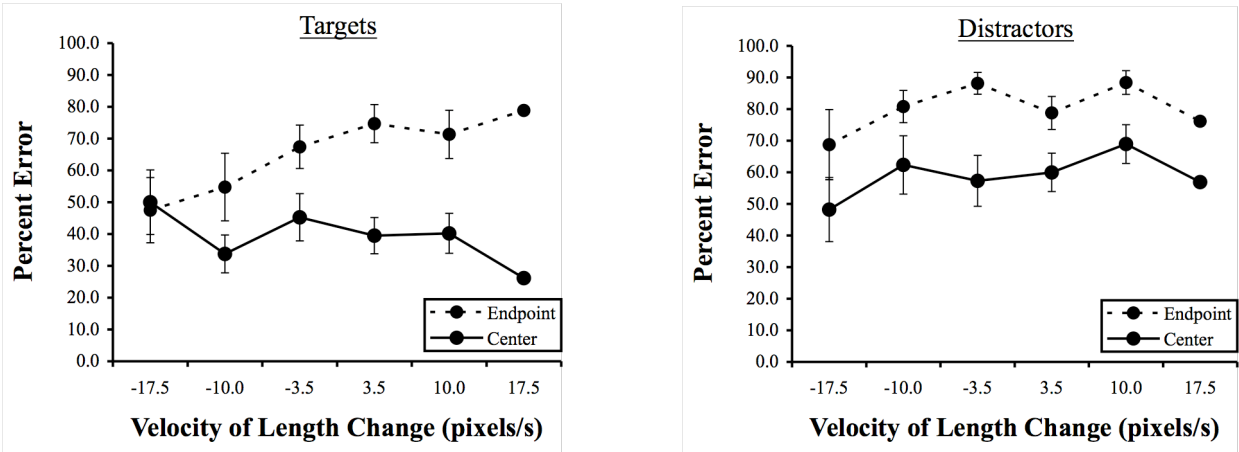 Targets
Percent Error
100.0
90.0
80.0
70.0
60.0
50.0
40.0
30.0
20.0
10.0
0.0
Endpoint
Center
-17.5 -10.0 -3.5 3.5 10.0 17.5
Velocity of Length Change (pixels/s)
Distractors
Percent Error
100.0
90.0
80.0
70.0
60.0
50.0
40.0
30.0
20.0
10.0
0.0
Endpoint
Center
-17.5 -10.0 -3.5 3.5 10.0 17.5
Velocity of Length Change (pixels/s)